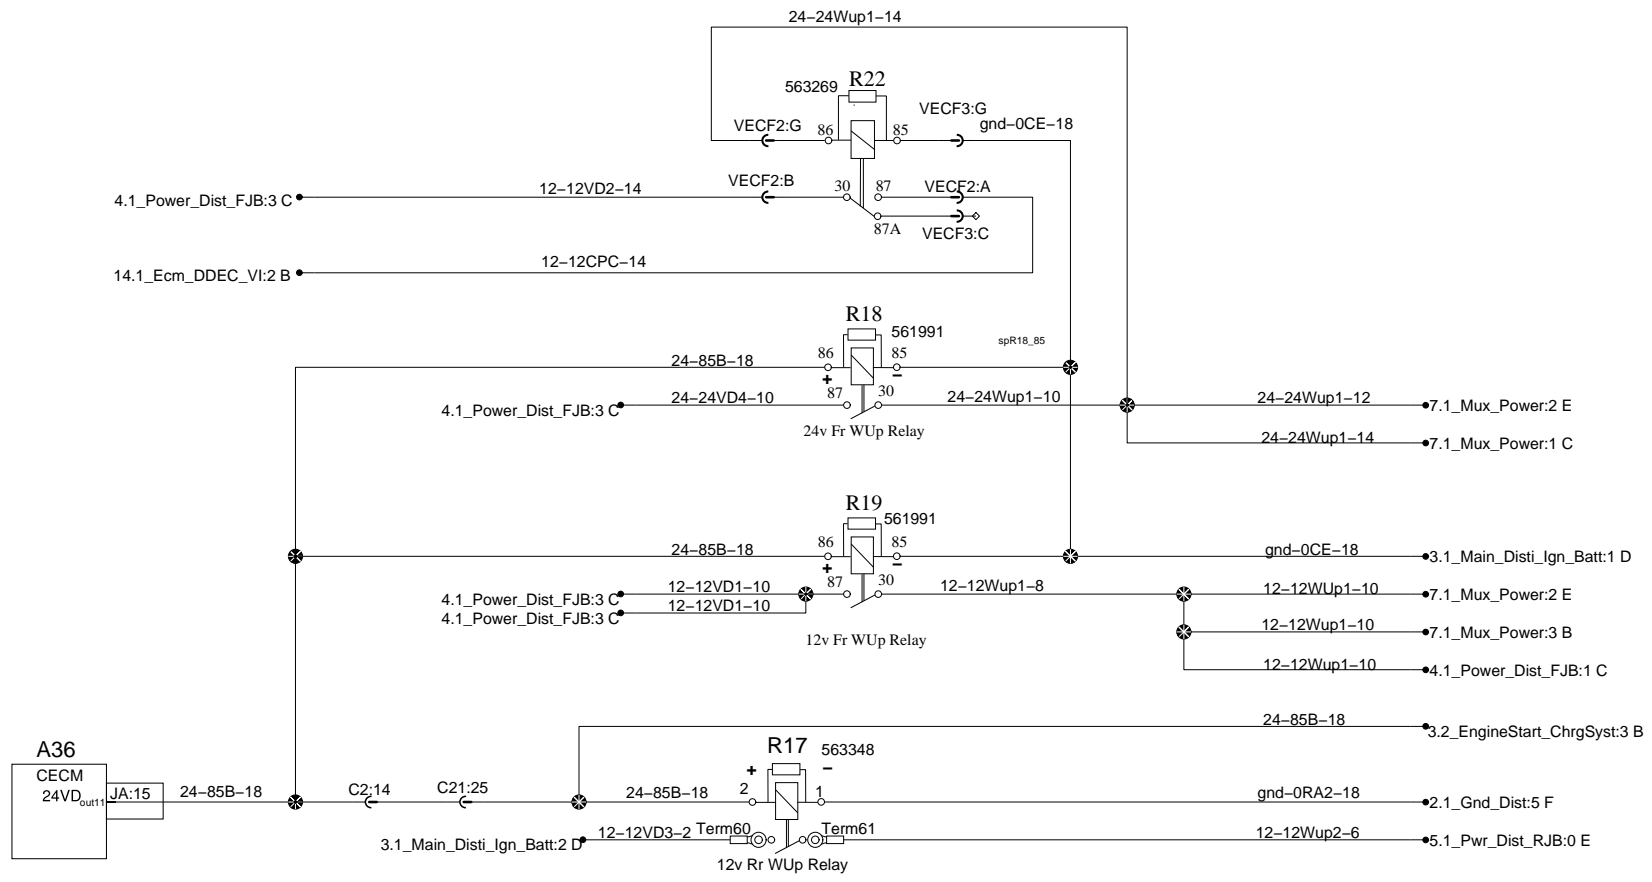 24–24Wup1–14
R22
563269
VECF3:G
VECF2:G
86
85
gnd–0CE–18
4.1_Power_Dist_FJB:3 C
12–12VD2–14
VECF2:B
30
87
VECF2:A
87A
VECF3:C
14.1_Ecm_DDEC_VI:2 B
12–12CPC–14
R18
561991
spR18_85
24–85B–18
86
85
+
–
4.1_Power_Dist_FJB:3 C
24–24VD4–10
87
30
24–24Wup1–10
24–24Wup1–12
7.1_Mux_Power:2 E
24v Fr WUp Relay
24–24Wup1–14
7.1_Mux_Power:1 C
R19
561991
24–85B–18
86
85
+
–
gnd–0CE–18
3.1_Main_Disti_Ign_Batt:1 D
4.1_Power_Dist_FJB:3 C
12–12VD1–10
87
30
12–12Wup1–8
12–12WUp1–10
7.1_Mux_Power:2 E
4.1_Power_Dist_FJB:3 C
12–12VD1–10
12v Fr WUp Relay
12–12Wup1–10
7.1_Mux_Power:3 B
12–12Wup1–10
4.1_Power_Dist_FJB:1 C
24–85B–18
3.2_EngineStart_ChrgSyst:3 B
A36
CECM
24VD
out11
JA:15
24–85B–18
C2:14
C21:25
R17
563348
+
–
24–85B–18
2
1
gnd–0RA2–18
2.1_Gnd_Dist:5 F
3.1_Main_Disti_Ign_Batt:2 D
12–12VD3–2
Term60
Term61
12–12Wup2–6
5.1_Pwr_Dist_RJB:0 E
12v Rr WUp Relay